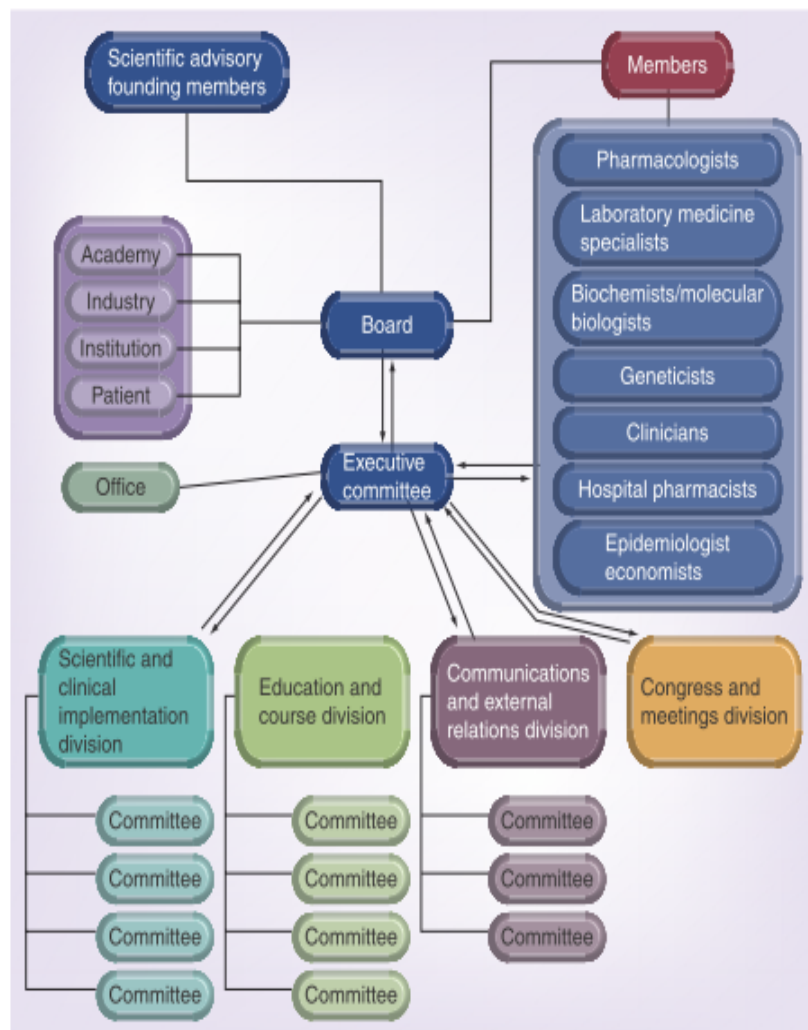 Scientific advisory
founding members
Members
Pharmacologists
Laboratory medicine
specialists
Biochemists/molecular
biologists
Geneticists
Clinicians
Hospital pharmacists
Epidemiologist
economists
Academy
Industry
Institution
Patient
Board
Office
Executive
committee
Scientific and
clinical
implementation
division
Education and
course division
Communications
and external
relations division
Congress and
meetings division
Committee
Committee
Committee
Committee
Committee
Committee
Committee
Committee
Committee
Committee
Committee